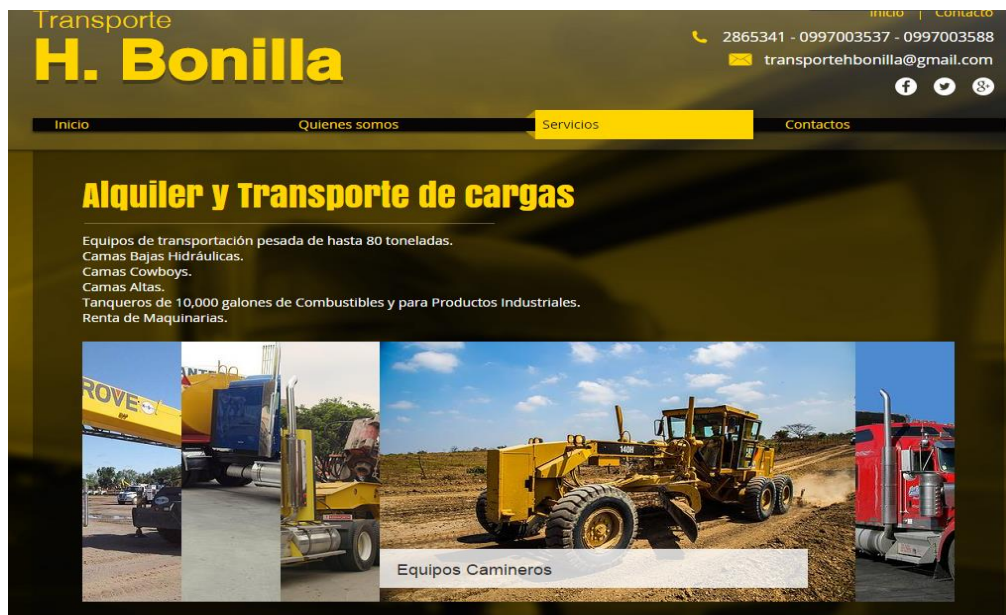 Transporte
H. Bonilla
Inicio | Contacto
2865341 - 0997003537 - 0997003588
transportehbonilla@gmail.com
Inicio Quienes somos Servicios Contactos
Alquiler y Transporte de cargas
Equipos de transportación pesada de hasta 80 toneladas.
Camas Bajas Hidráulicas.
Camas Cowboys.
Camas Altas.
Tanqueros de 10,000 galones de Combustibles y para Productos Industriales.
Renta de Maquinarias.
ROVE
140H
Equipos Camineros